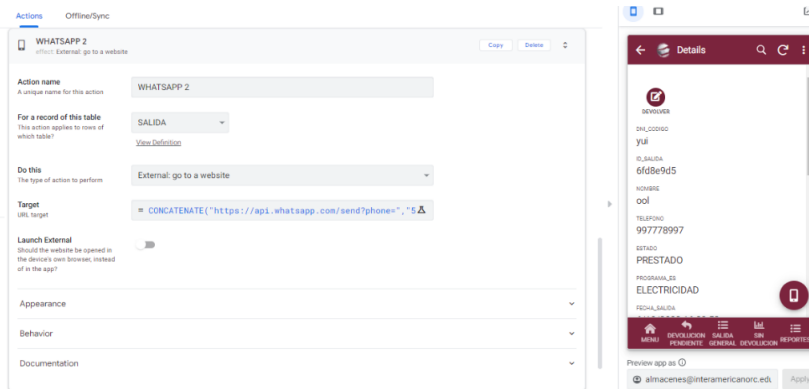 Actions Offline/Sync
WHATSAPP 2
effect: External: go to a website
Copy Delete
Action name
A unique name for this action
WHATSAPP 2
For a record of this table
This action applies to rows of
which table?
SALIDA
View Definition
Do this
The type of action to perform
External: go to a website
Target
URL target
= CONCATENATE("https://api.whatsapp.com/send?phone=","5
Launch External
Should the website be opened in
the device's own browser, instead
of in the app?
Appearance
Behavior
Documentation
Details
DEVOLVER
DNI_CODIGO
yui
ID_SALIDA
6fd8e9d5
NOMBRE
ool
TELEFONO
997778997
ESTADO
PRESTADO
PROGRAMA_ES
ELECTRICIDAD
FECHA_SALIDA
MENU
DEVOLUCION
PENDIENTE
SALIDA
GENERAL
SIN
DEVOLUCION
REPORTES
Preview app as
almacenes@interamericanorc.edu
Apply